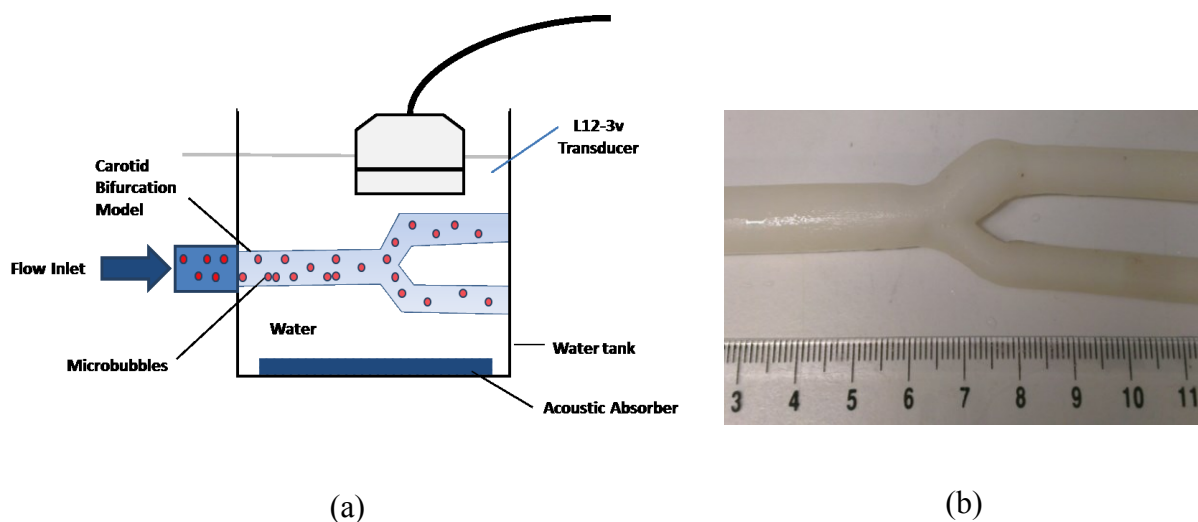 L12-3v
Transducer
Carotid
Bifurcation
Model
Flow Inlet
Water
Microbubbles
Water tank
Acoustic Absorber
3 4 5 6 7 8 9 10 11
(a)
(b)